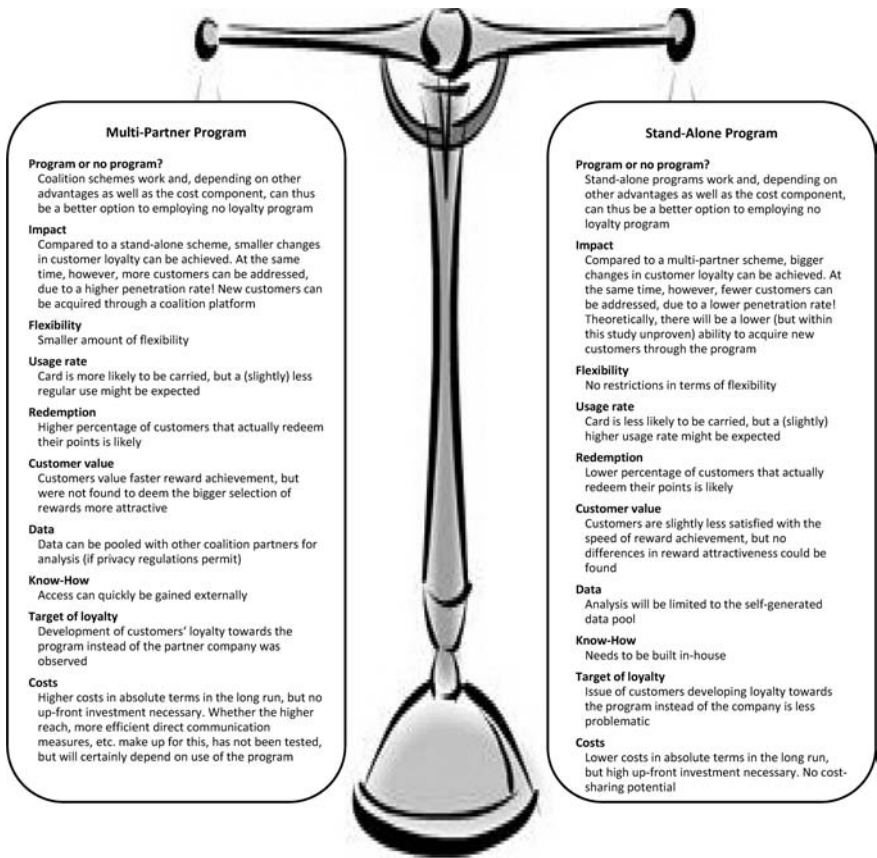 Multi-Partner Program
Program or no program?
Coalition schemes work and, depending on other
advantages as well as the cost component, can thus
be a better option to employing no loyalty program
Impact
Compared to a stand-alone scheme, smaller changes
in customer loyalty can be achieved. At the same
time, however, more customers can be addressed,
due to a higher penetration rate! New customers can
be acquired through a coalition platform
Flexibility
Smaller amount of flexibility
Usage rate
Card is more likely to be carried, but a (slightly) less
regular use might be expected
Redemption
Higher percentage of customers that actually redeem
their points is likely
Customer value
Customers value faster reward achievement, but
were not found to deem the bigger selection of
rewards more attractive
Data
Data can be pooled with other coalition partners for
analysis (if privacy regulations permit)
Know-How
Access can quickly be gained externally
Target of loyalty
Development of customers' loyalty towards the
program instead of the partner company was
observed
Costs
Higher costs in absolute terms in the long run, but no
up-front investment necessary. Whether the higher
reach, more efficient direct communication
measures, etc. make up for this, has not been tested,
but will certainly depend on use of the program
Stand-Alone Program
Program or no program?
Stand-alone programs work and, depending on
other advantages as well as the cost component,
can thus be a better option to employing no
loyalty program
Impact
Compared to a multi-partner scheme, bigger
changes in customer loyalty can be achieved. At
the same time, however, fewer customers can
be addressed, due to a lower penetration rate!
Theoretically, there will be a lower (but within
this study unproven) ability to acquire new
customers through the program
Flexibility
No restrictions in terms of flexibility
Usage rate
Card is less likely to be carried, but a (slightly)
higher usage rate might be expected
Redemption
Lower percentage of customers that actually
redeem their points is likely
Customer value
Customers are slightly less satisfied with the
speed of reward achievement, but no
differences in reward attractiveness could be
found
Data
Analysis will be limited to the self-generated
data pool
Know-How
Needs to be built in-house
Target of loyalty
Issue of customers developing loyalty towards
the program instead of the company is less
problematic
Costs
Lower costs in absolute terms in the long run,
but high up-front investment necessary. No cost-
sharing potential